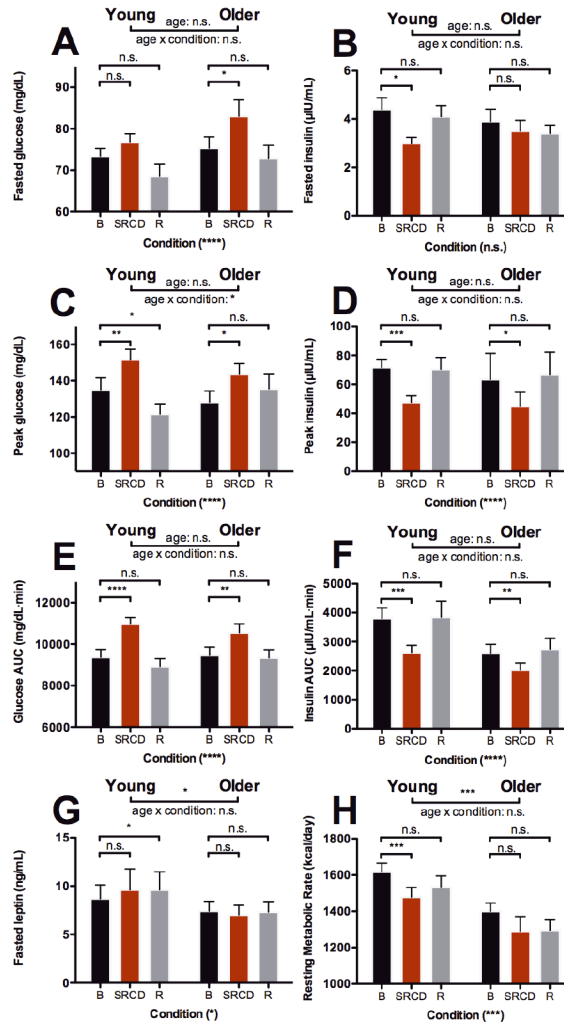 A
Young Older
age: n.s.
age x condition: n.s.
n.s. n.s.
n.s. *
Fasted glucose (mg/dL)
90
80
70
60
B SRCD R B SRCD R
Condition (****)
B
Young Older
age: n.s.
age x condition: n.s.
n.s. n.s.
* n.s.
Fasted insulin (µIU/mL)
6
4
2
0
B SRCD R B SRCD R
Condition (n.s.)
C
Young Older
age: n.s.
age x condition: *
* n.s.
** *
Peak glucose (mg/dL)
160
140
120
100
B SRCD R B SRCD R
Condition (****)
D
Young Older
age: n.s.
age x condition: n.s.
n.s. n.s.
*** *
Peak insulin (µIU/mL)
100
80
60
40
20
0
B SRCD R B SRCD R
Condition (****)
E
Young Older
age: n.s.
age x condition: n.s.
n.s. n.s.
**** **
Glucose AUC (mg/dL·min)
12000
10000
8000
6000
B SRCD R B SRCD R
Condition (****)
F
Young Older
age: n.s.
age x condition: n.s.
n.s. n.s.
*** **
Insulin AUC (µIU/mL·min)
5000
4000
3000
2000
1000
0
B SRCD R B SRCD R
Condition (****)
G
Young Older
*
age x condition: n.s.
* n.s.
n.s. n.s.
Fasted leptin (ng/mL)
15
10
5
0
B SRCD R B SRCD R
Condition (*)
H
Young Older
***
age x condition: n.s.
n.s. n.s.
*** n.s.
Resting Metabolic Rate (kcal/day)
1800
1600
1400
1200
1000
B SRCD R B SRCD R
Condition (***)